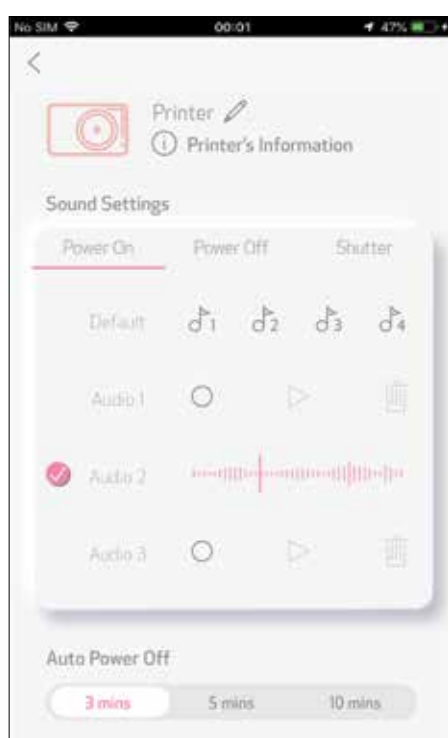 No SIM 00:01 47%
Printer
Printer's Information
Sound Settings
Power On Power Off Shutter
Default 1 2 3 4
Audio 1
Audio 2
Audio 3
Auto Power Off
3 mins 5 mins 10 mins